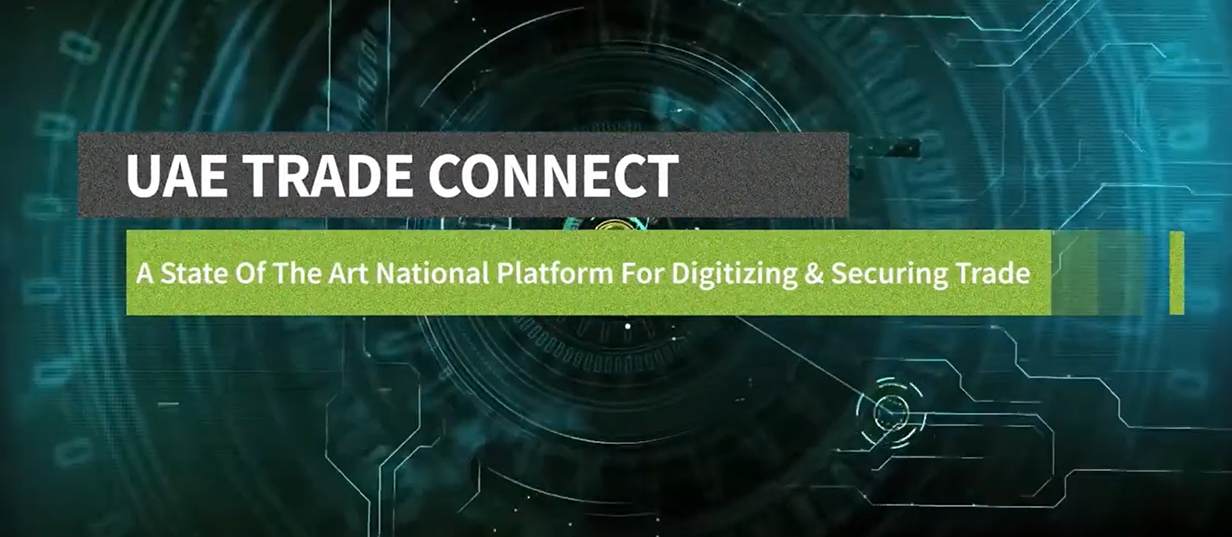 UAE TRADE CONNECT
A State Of The Art National Platform For Digitizing & Securing Trade